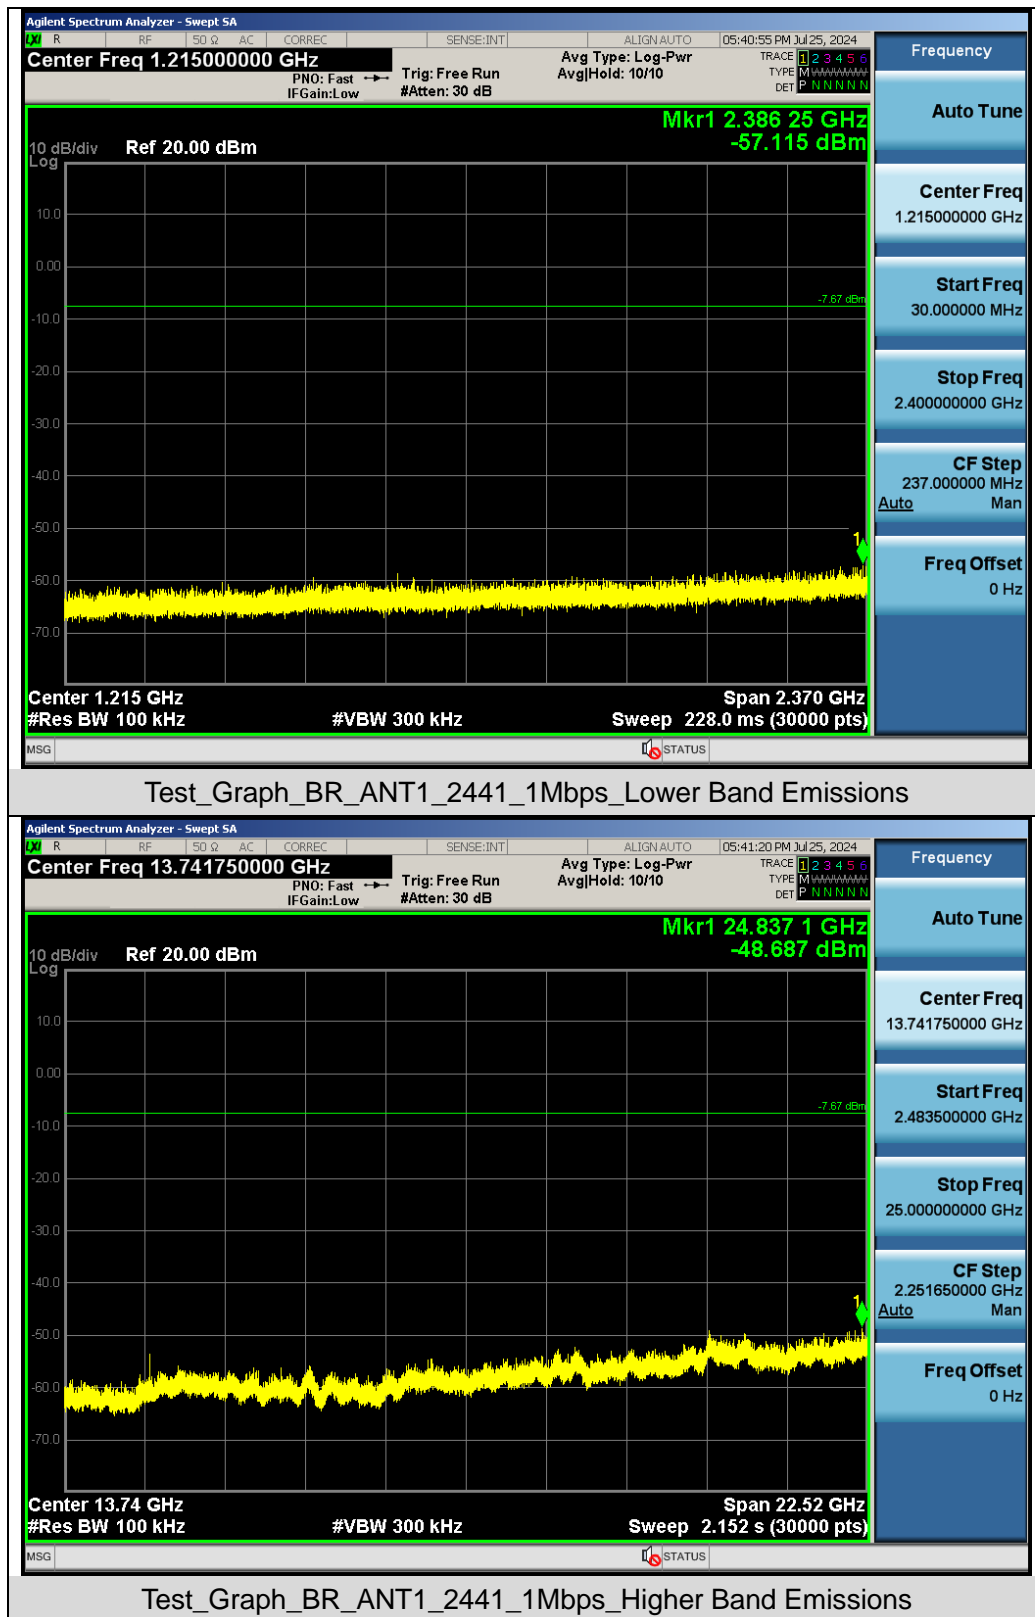 Agilent Spectrum Analyzer - Swept SA
LXI R RF 50 Ω AC CORREC SENSE:INT ALIGN AUTO 05:40:55 PM Jul 25, 2024
Center Freq 1.215000000 GHz
PNO: Fast
IFGain:Low
Trig: Free Run
#Atten: 30 dB
Avg Type: Log-Pwr
Avg|Hold: 10/10
TRACE 1 2 3 4 5 6
TYPE M
DET P N N N N N
Mkr1 2.386 25 GHz
-57.115 dBm
10 dB/div Ref 20.00 dBm
Log
10.0
0.00
-7.67 dBm
-10.0
-20.0
-30.0
-40.0
-50.0
1
-60.0
-70.0
Center 1.215 GHz Span 2.370 GHz
#Res BW 100 kHz #VBW 300 kHz Sweep 228.0 ms (30000 pts)
MSG STATUS
Frequency
Auto Tune
Center Freq
1.215000000 GHz
Start Freq
30.000000 MHz
Stop Freq
2.400000000 GHz
CF Step
237.000000 MHz
Auto Man
Freq Offset
0 Hz
Test_Graph_BR_ANT1_2441_1Mbps_Lower Band Emissions
Agilent Spectrum Analyzer - Swept SA
LXI R RF 50 Ω AC CORREC SENSE:INT ALIGN AUTO 05:41:20 PM Jul 25, 2024
Center Freq 13.741750000 GHz
PNO: Fast
IFGain:Low
Trig: Free Run
#Atten: 30 dB
Avg Type: Log-Pwr
Avg|Hold: 10/10
TRACE 1 2 3 4 5 6
TYPE M
DET P N N N N N
Mkr1 24.837 1 GHz
-48.687 dBm
10 dB/div Ref 20.00 dBm
Log
10.0
0.00
-7.67 dBm
-10.0
-20.0
-30.0
-40.0
1
-50.0
-60.0
-70.0
Center 13.74 GHz Span 22.52 GHz
#Res BW 100 kHz #VBW 300 kHz Sweep 2.152 s (30000 pts)
MSG STATUS
Frequency
Auto Tune
Center Freq
13.741750000 GHz
Start Freq
2.483500000 GHz
Stop Freq
25.000000000 GHz
CF Step
2.251650000 GHz
Auto Man
Freq Offset
0 Hz
Test_Graph_BR_ANT1_2441_1Mbps_Higher Band Emissions